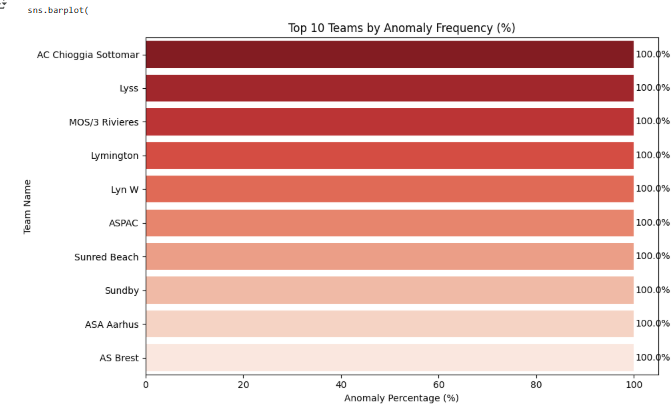 sns.barplot(
Top 10 Teams by Anomaly Frequency (%)
AC Chioggia Sottomar 100.0%
Lyss 100.0%
MOS/3 Rivieres 100.0%
Lymington 100.0%
Lyn W 100.0%
ASPAC 100.0%
Sunred Beach 100.0%
Sundby 100.0%
ASA Aarhus 100.0%
AS Brest 100.0%
Team Name
0 20 40 60 80 100
Anomaly Percentage (%)